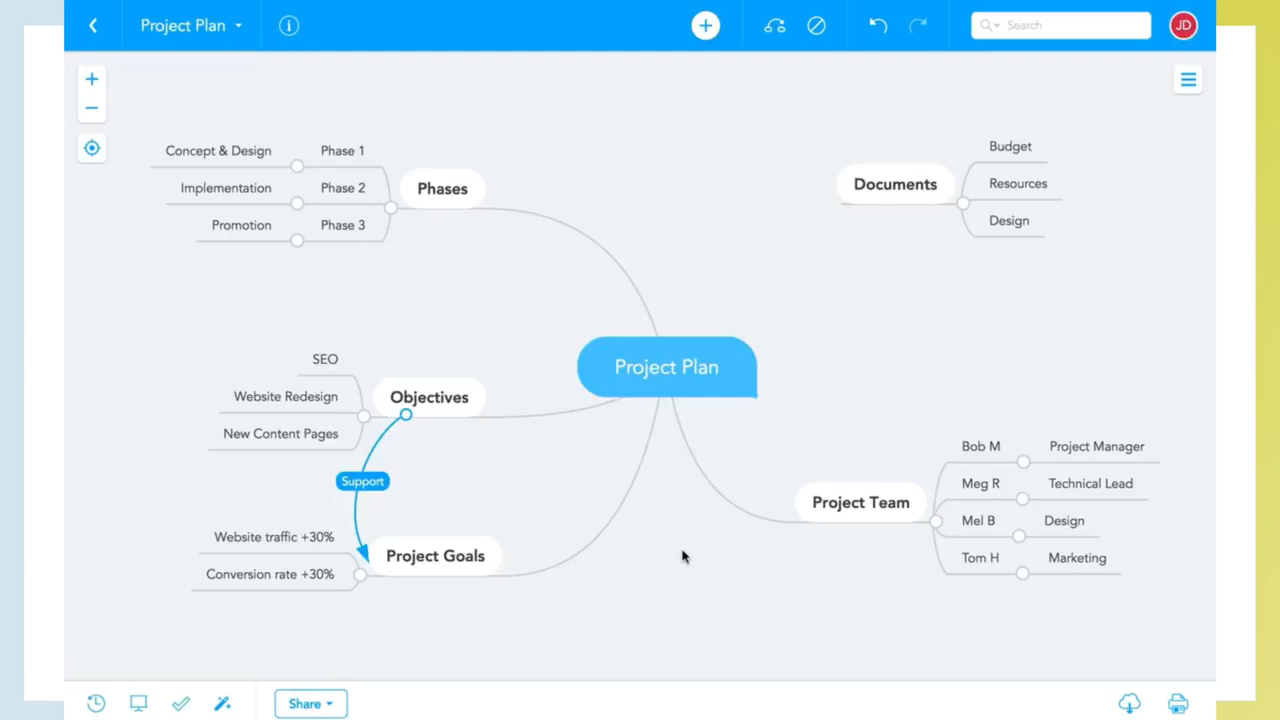 Project Plan
Search
JD
Concept & Design
Phase 1
Implementation
Phase 2
Promotion
Phase 3
Phases
Documents
Budget
Resources
Design
Project Plan
SEO
Website Redesign
New Content Pages
Objectives
Support
Website traffic +30%
Conversion rate +30%
Project Goals
Project Team
Bob M
Project Manager
Meg R
Technical Lead
Mel B
Design
Tom H
Marketing
Share